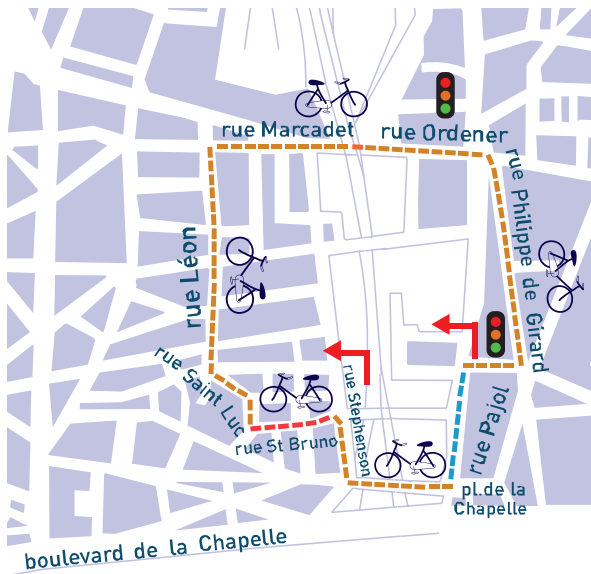 rue Marcadet
rue Ordener
rue Philippe de Girard
rue Léon
rue Saint Luc
rue Stephenson
rue St Bruno
rue Pajol
pl.de la
Chapelle
boulevard de la Chapelle